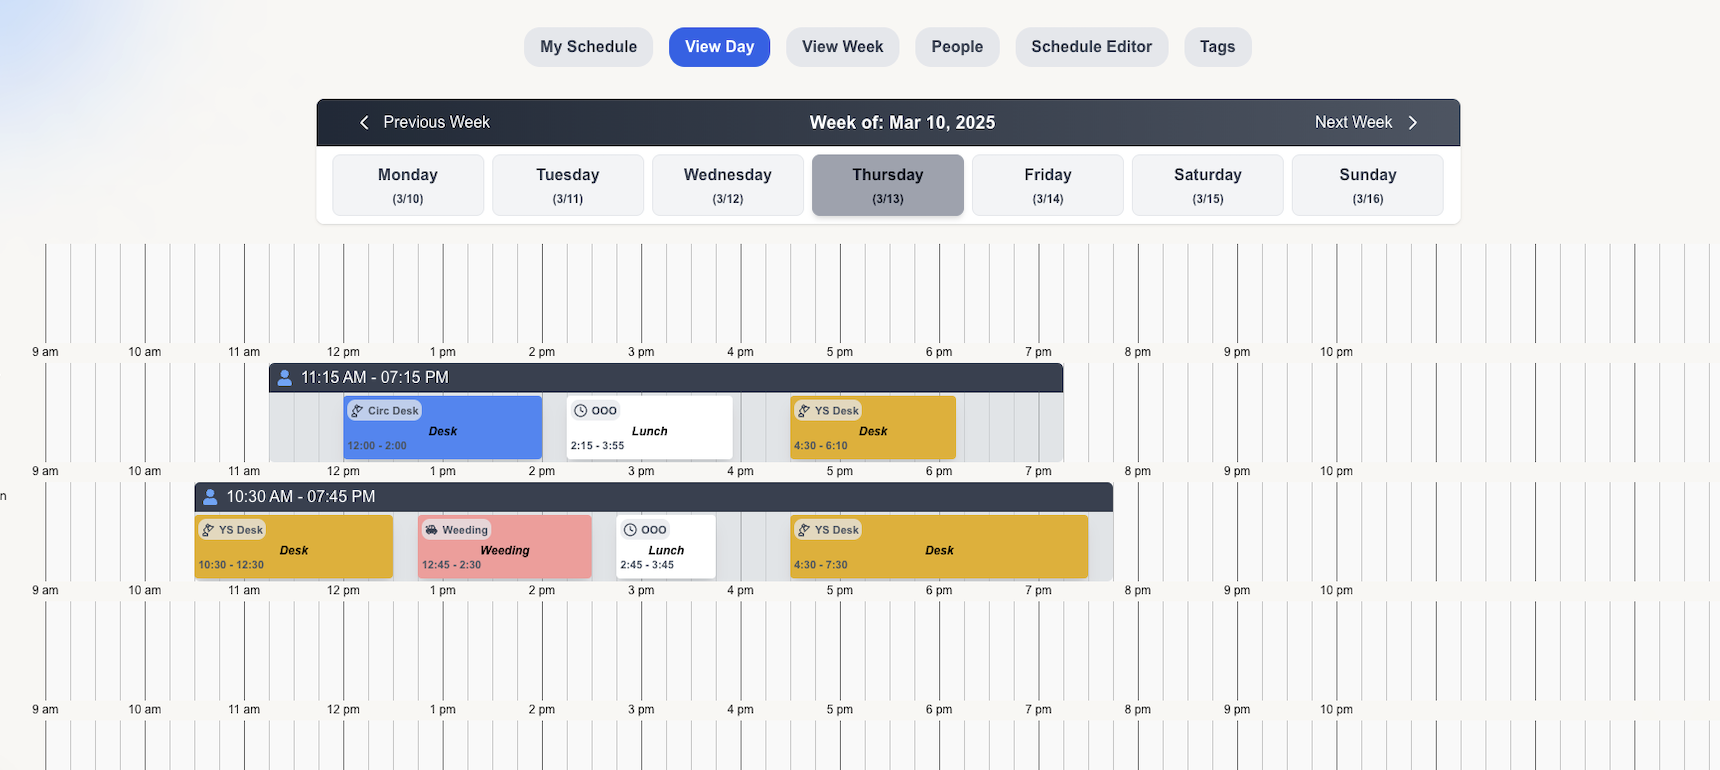 My Schedule View Day View Week People Schedule Editor Tags
Previous Week Week of: Mar 10, 2025 Next Week
Monday Tuesday Wednesday Thursday Friday Saturday Sunday
(3/10) (3/11) (3/12) (3/13) (3/14) (3/15) (3/16)
9 am 10 am 11 am 12 pm 1 pm 2 pm 3 pm 4 pm 5 pm 6 pm 7 pm 8 pm 9 pm 10 pm
11:15 AM - 07:15 PM
Circ Desk OOO YS Desk
Desk Lunch Desk
12:00 - 2:00 2:15 - 3:55 4:30 - 6:10
9 am 10 am 11 am 12 pm 1 pm 2 pm 3 pm 4 pm 5 pm 6 pm 7 pm 8 pm 9 pm 10 pm
n 10:30 AM - 07:45 PM
YS Desk Weeding OOO YS Desk
Desk Weeding Lunch Desk
10:30 - 12:30 12:45 - 2:30 2:45 - 3:45 4:30 - 7:30
9 am 10 am 11 am 12 pm 1 pm 2 pm 3 pm 4 pm 5 pm 6 pm 7 pm 8 pm 9 pm 10 pm
9 am 10 am 11 am 12 pm 1 pm 2 pm 3 pm 4 pm 5 pm 6 pm 7 pm 8 pm 9 pm 10 pm